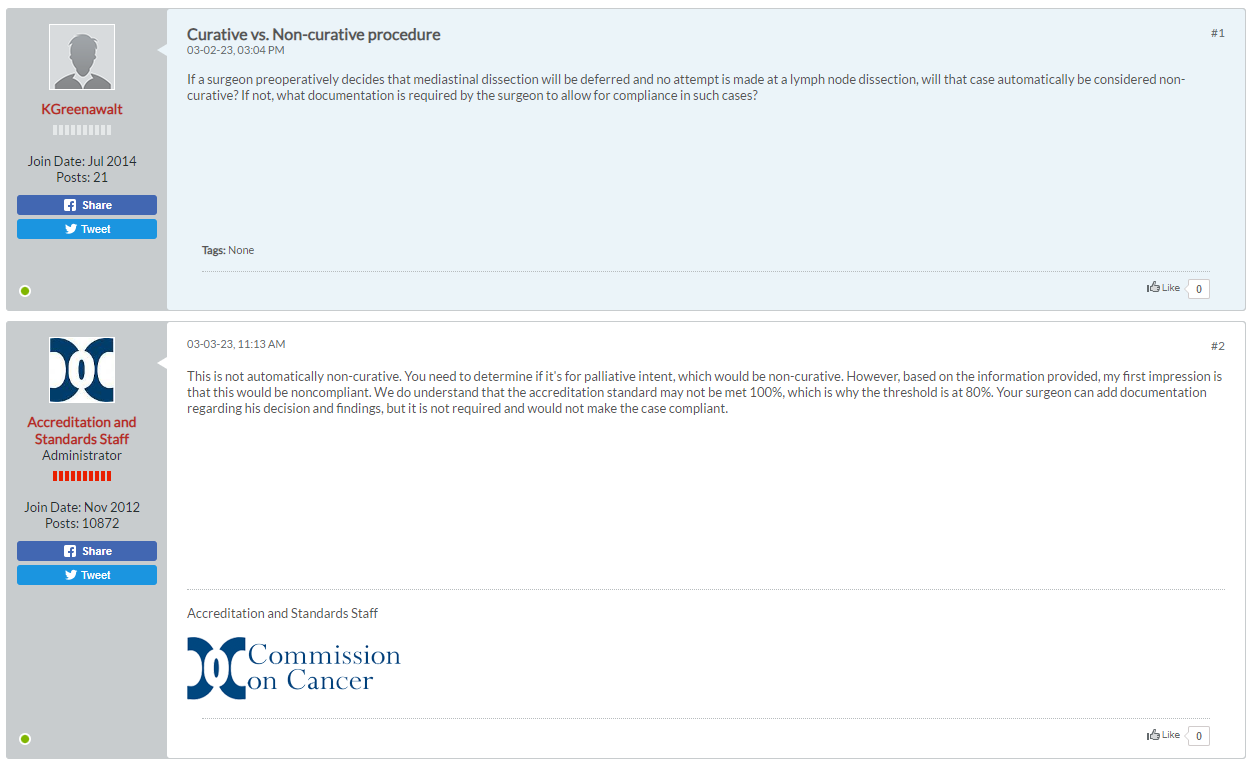 Curative vs. Non-curative procedure
03-02-23, 03:04 PM
#1
KGreenawalt
Join Date: Jul 2014
Posts: 21
Share
Tweet
If a surgeon preoperatively decides that mediastinal dissection will be deferred and no attempt is made at a lymph node dissection, will that case automatically be considered non-
curative? If not, what documentation is required by the surgeon to allow for compliance in such cases?
Tags: None
Like 0
03-03-23, 11:13 AM
#2
Accreditation and
Standards Staff
Administrator
Join Date: Nov 2012
Posts: 10872
Share
Tweet
This is not automatically non-curative. You need to determine if it's for palliative intent, which would be non-curative. However, based on the information provided, my first impression is
that this would be noncompliant. We do understand that the accreditation standard may not be met 100%, which is why the threshold is at 80%. Your surgeon can add documentation
regarding his decision and findings, but it is not required and would not make the case compliant.
Accreditation and Standards Staff
Commission
on Cancer
Like 0